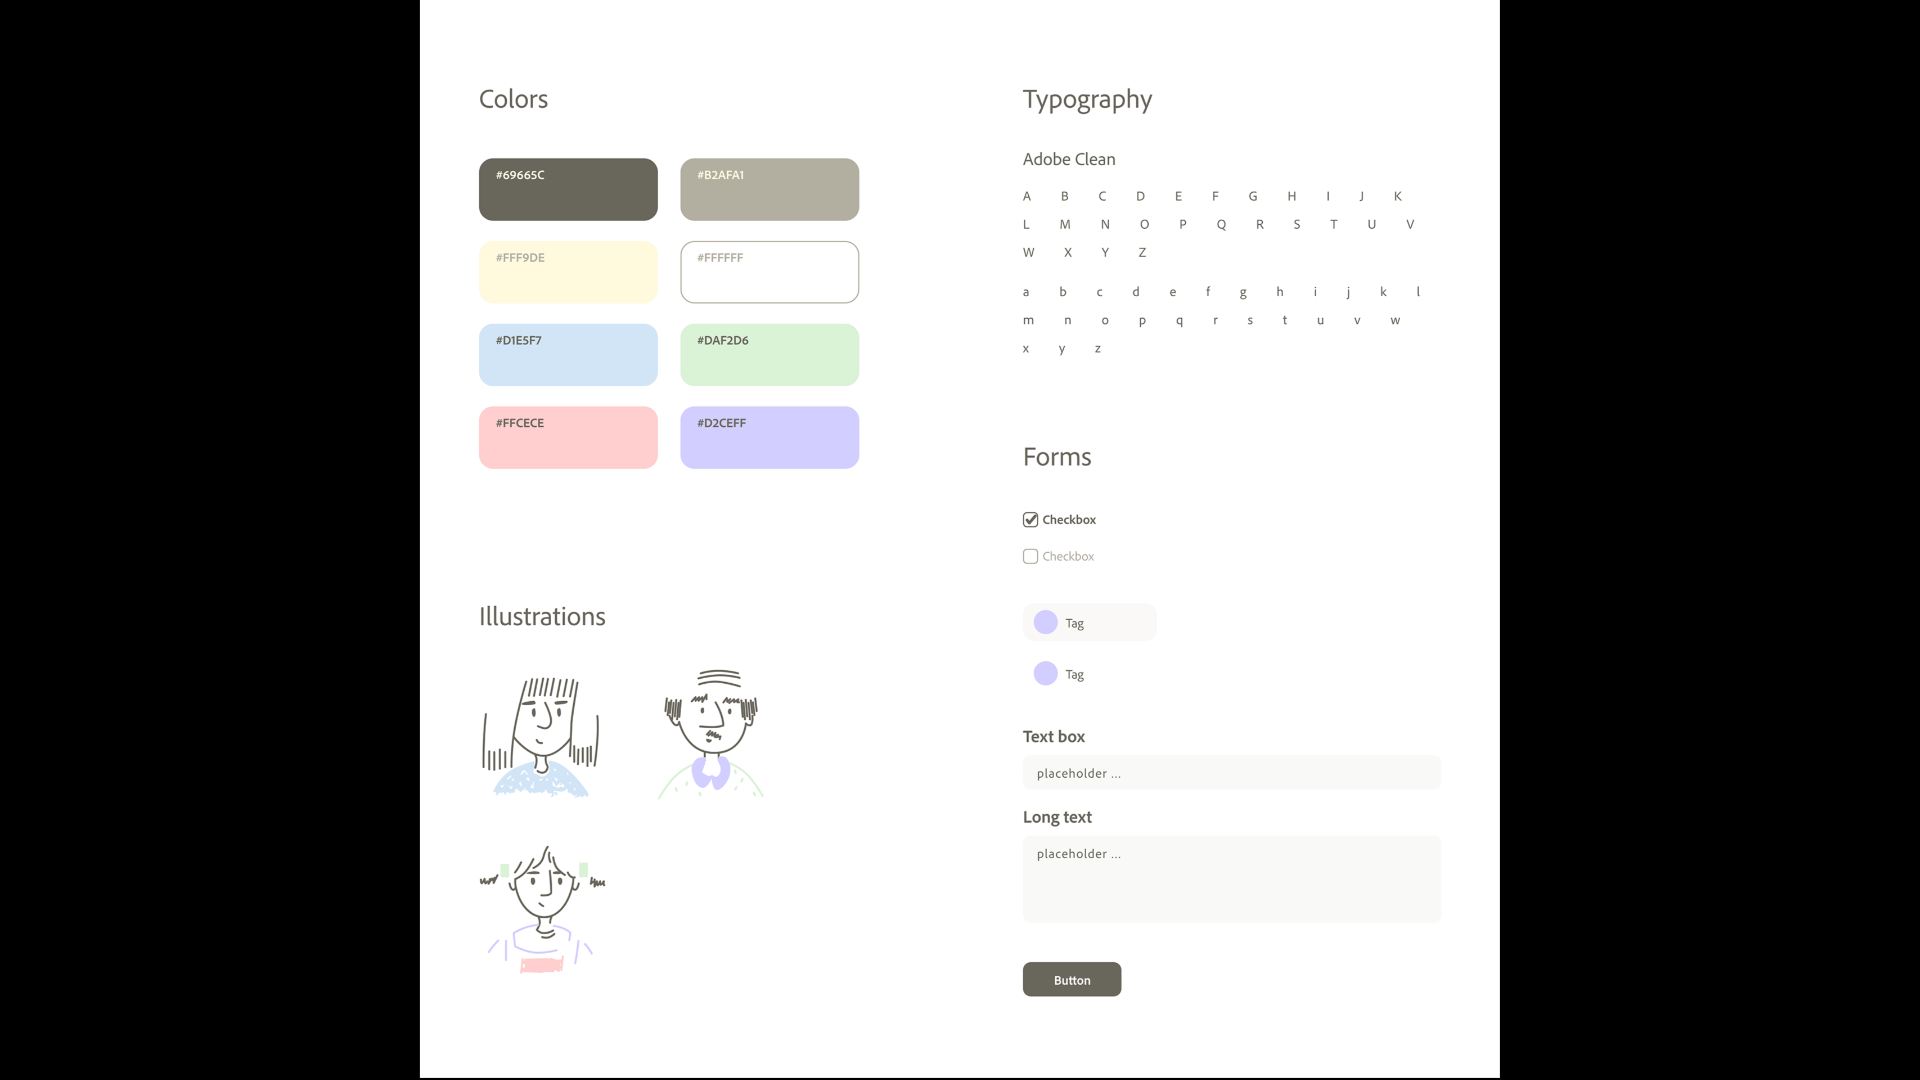 Colors
#69665C
#B2AFA1
#FFF9DE
#FFFFFF
#D1E5F7
#DAF2D6
#FFCECE
#D2CEFF
Illustrations
Typography
Adobe Clean
A B C D E F G H I J K
L M N O P Q R S T U V
W X Y Z
a b c d e f g h i j k l
m n o p q r s t u v w
x y z
Forms
Checkbox
Checkbox
Tag
Tag
Text box
placeholder ...
Long text
placeholder ...
Button